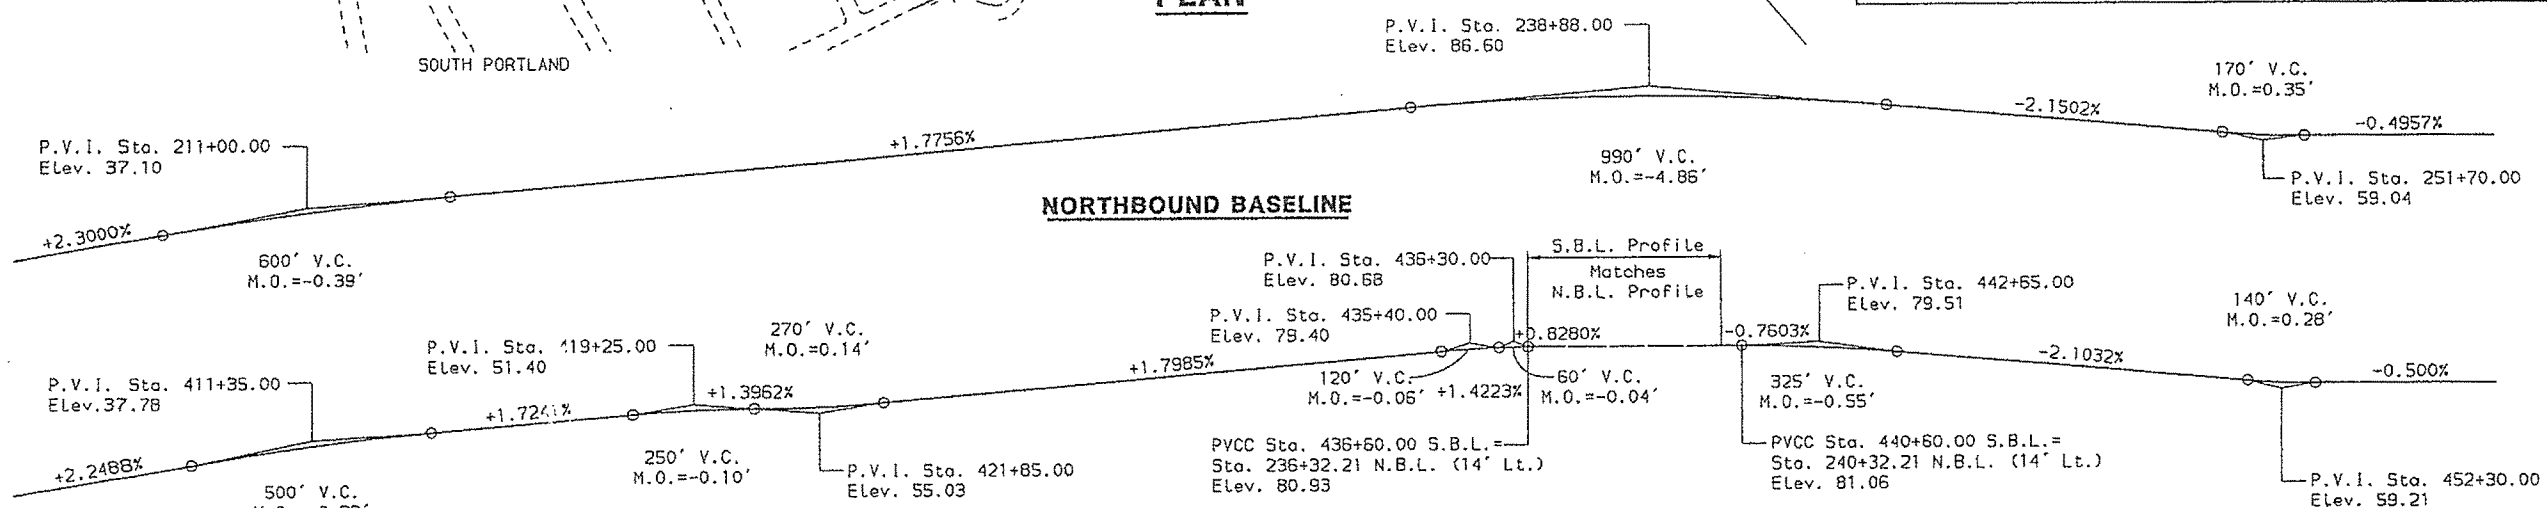 PLAN
SOUTH PORTLAND
P.V.I. Sta. 238+88.00
Elev. 86.60
170' V.C.
M.O.=0.35'
-2.1502%
-0.4957%
P.V.I. Sta. 211+00.00
Elev. 37.10
+1.7756%
990' V.C.
M.O.=-4.86'
P.V.I. Sta. 251+70.00
Elev. 59.04
NORTHBOUND BASELINE
+2.3000%
600' V.C.
M.O.=-0.39'
P.V.I. Sta. 436+30.00
Elev. 80.68
S.B.L. Profile
Matches
N.B.L. Profile
P.V.I. Sta. 442+65.00
Elev. 79.51
140' V.C.
M.O.=0.28'
P.V.I. Sta. 435+40.00
Elev. 79.40
+0.8280%
-0.7603%
270' V.C.
M.O.=0.14'
P.V.I. Sta. 419+25.00
Elev. 51.40
+1.7985%
-2.1032%
-0.500%
P.V.I. Sta. 411+35.00
Elev.37.78
+1.3962%
120' V.C.
M.O.=-0.06'
+1.4223%
60' V.C.
M.O.=-0.04'
325' V.C.
M.O.=-0.55'
+1.7241%
+2.2488%
250' V.C.
M.O.=-0.10'
P.V.I. Sta. 421+85.00
Elev. 55.03
PVCC Sta. 436+60.00 S.B.L.=
Sta. 236+32.21 N.B.L. (14' Lt.)
Elev. 80.93
PVCC Sta. 440+60.00 S.B.L.=
Sta. 240+32.21 N.B.L. (14' Lt.)
Elev. 81.06
P.V.I. Sta. 452+30.00
Elev. 59.21
500' V.C.